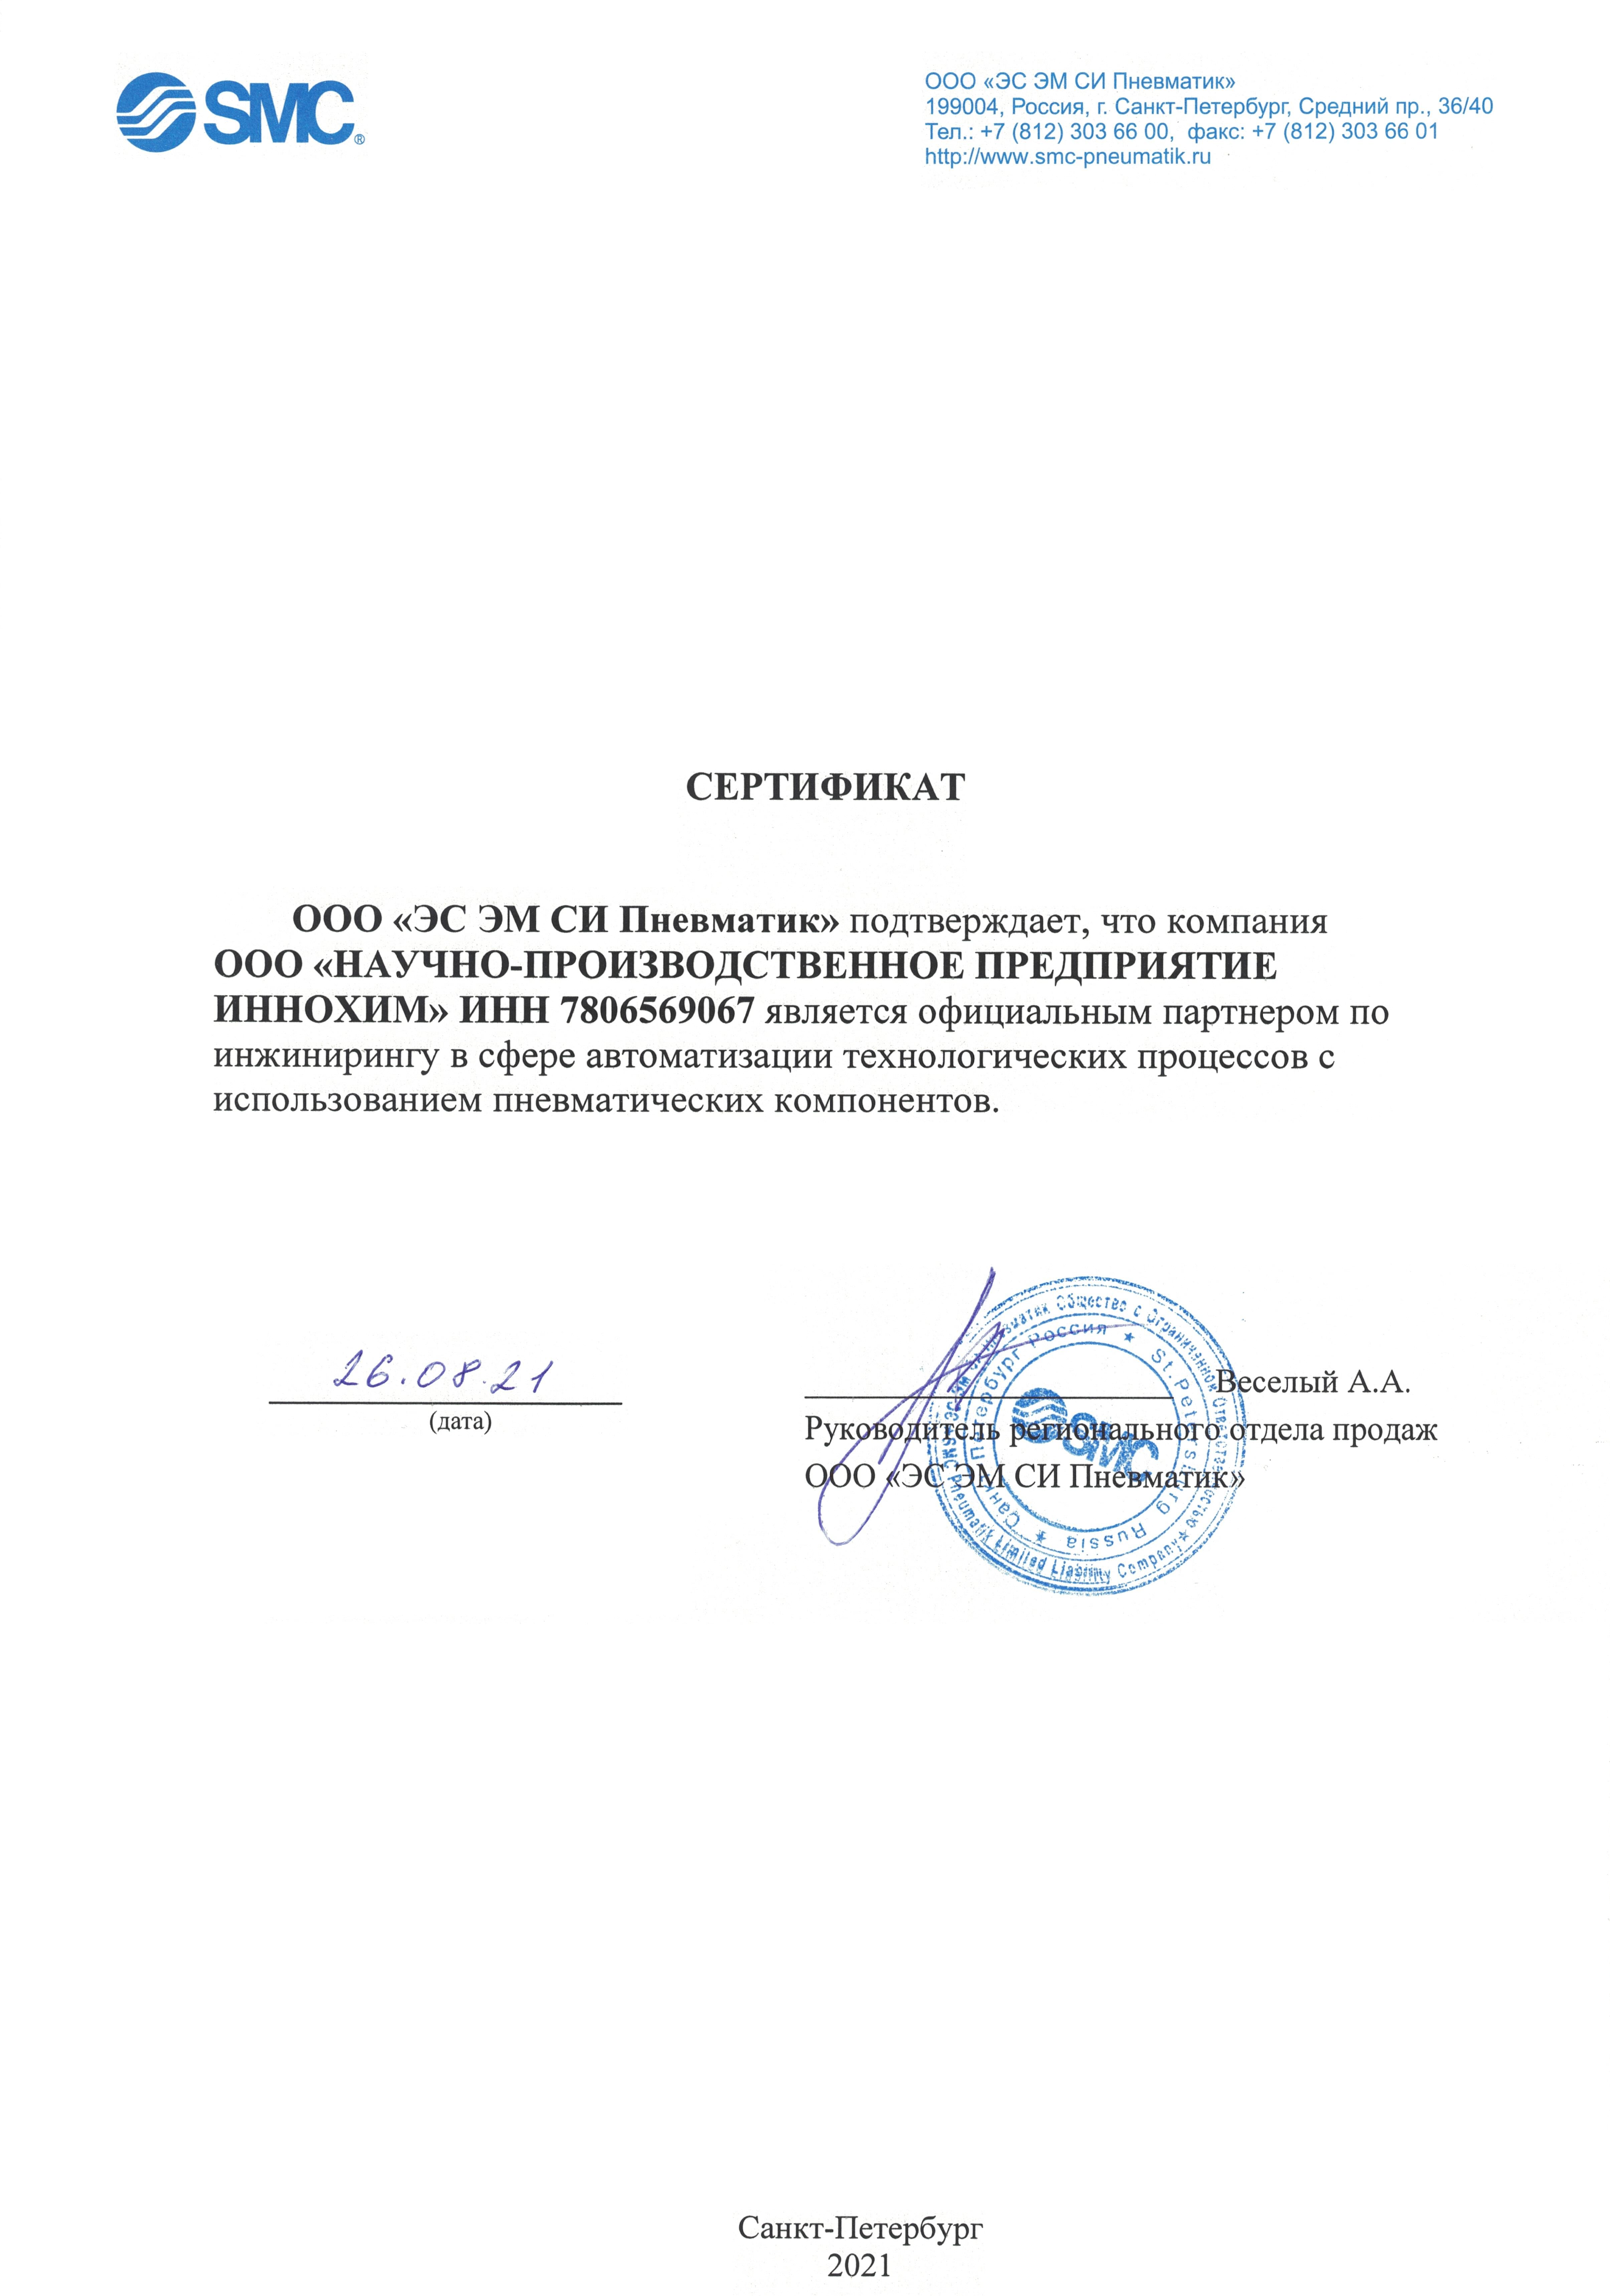 SMC®
ООО «ЭС ЭМ СИ Пневматик»
199004, Россия, г. Санкт-Петербург, Средний пр., 36/40
Тел.: +7 (812) 303 66 00, факс: +7 (812) 303 66 01
http://www.smc-pneumatik.ru
СЕРТИФИКАТ
ООО «ЭС ЭМ СИ Пневматик» подтверждает, что компания
ООО «НАУЧНО-ПРОИЗВОДСТВЕННОЕ ПРЕДПРИЯТИЕ
ИННОХИМ» ИНН 7806569067 является официальным партнером по
инжинирингу в сфере автоматизации технологических процессов с
использованием пневматических компонентов.
26.08.21
(дата)
Веселый А.А.
Руководитель регионального отдела продаж
ООО «ЭС ЭМ СИ Пневматик»
Общество с Ограниченной Ответственностью
Pneumatik Limited Liability Company
Санкт Петербург Россия
St. Petersburg Russia
SMC
Санкт-Петербург
2021